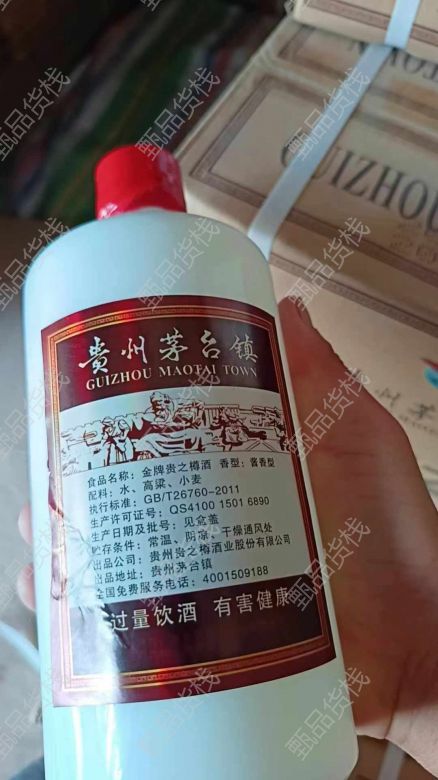 贵州茅台镇
GUIZHOU MAOTAI TOWN
食品名称：金牌贵之樽酒 香型：酱香型
配料：水、高粱、小麦
执行标准：GB/T26760-2011
生产许可证号：QS4100 1501 6890
生产日期及批号：见盒盖
贮存条件：常温、阴凉、干燥通风处
出品公司：贵州贵之樽酒业股份有限公司
出品地址：贵州茅台镇
全国免费服务电话：4001509188
过量饮酒 有害健康
GUIZHOU
TOWN
贵州茅
甄品货栈